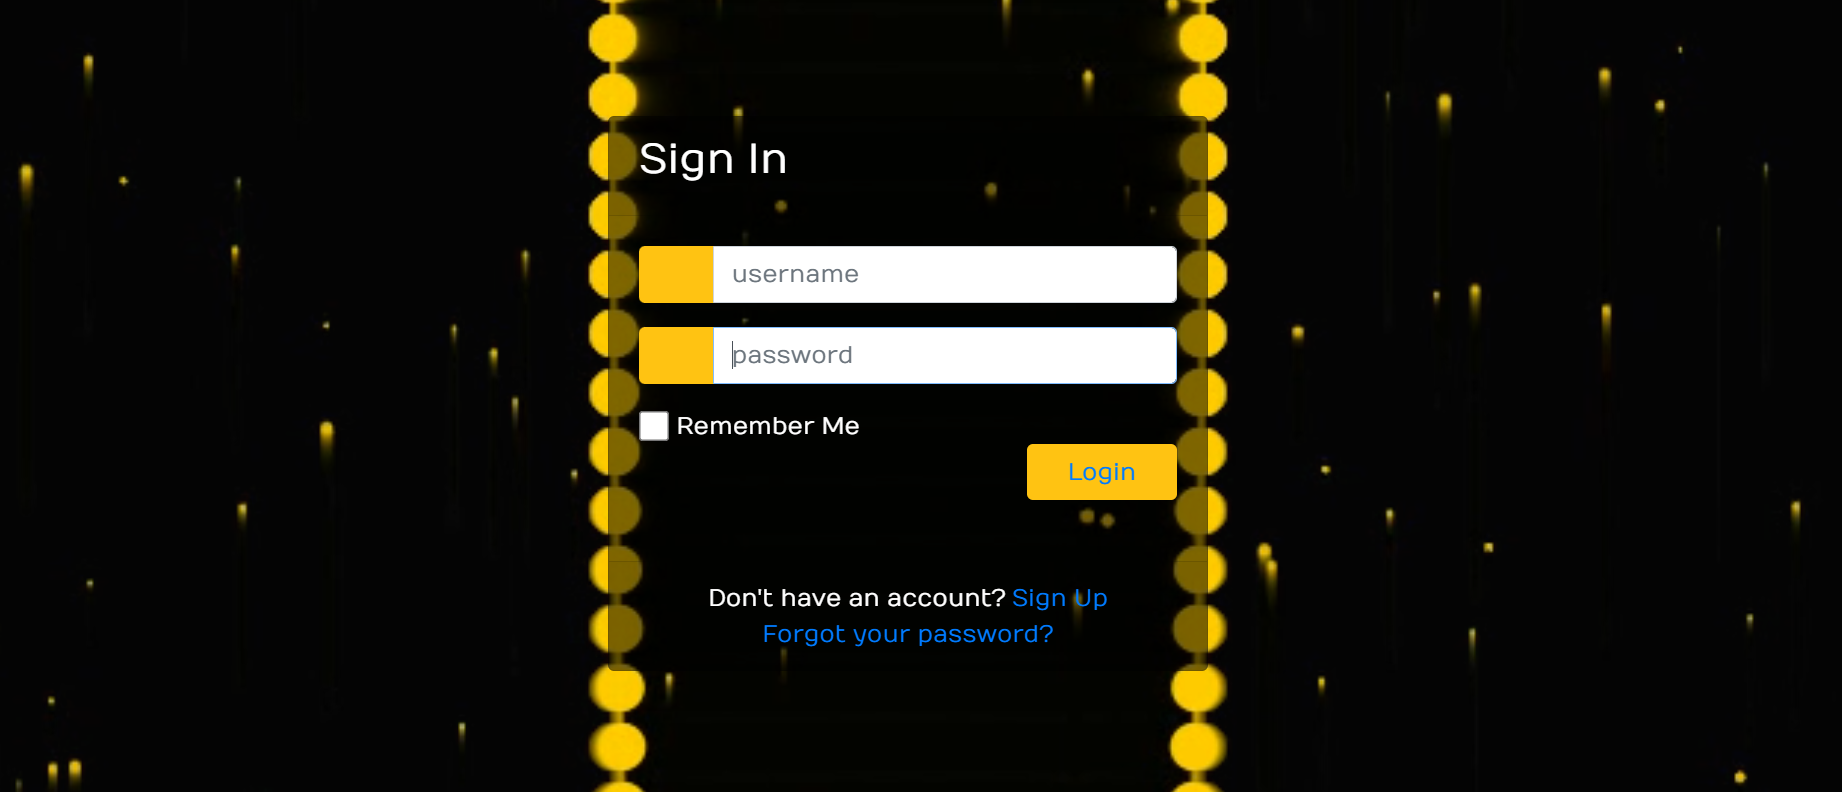 Sign In
username
password
Remember Me
Login
Don't have an account? Sign Up
Forgot your password?